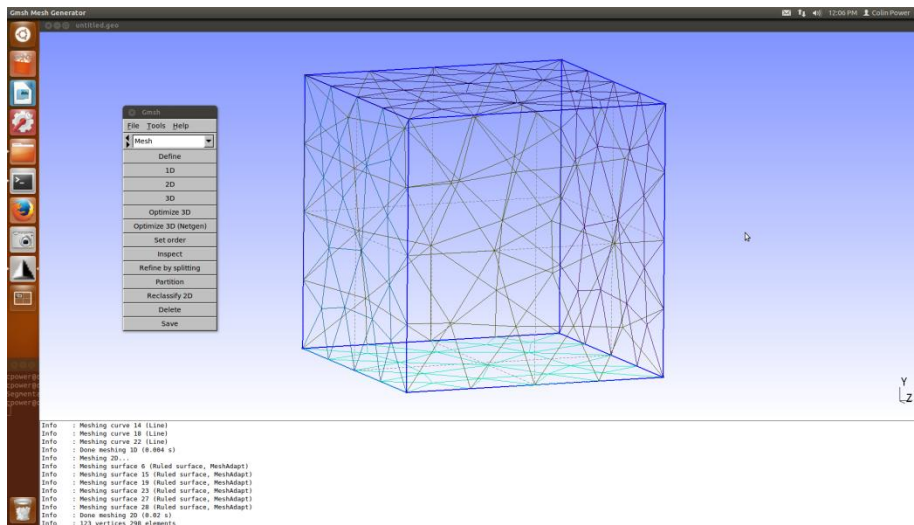 Gmsh Mesh Generator
12:06 PM Colin Power
untitled.geo
Gmsh
File Tools Help
Mesh
Define
1D
2D
3D
Optimize 3D
Optimize 3D (Netgen)
Set order
Inspect
Refine by splitting
Partition
Reclassify 2D
Delete
Save
Y
Z
Info : Meshing curve 14 (Line)
Info : Meshing curve 18 (Line)
Info : Meshing curve 22 (Line)
Info : Done meshing 1D (0.004 s)
Info : Meshing 2D...
Info : Meshing surface 6 (Ruled surface, MeshAdapt)
Info : Meshing surface 15 (Ruled surface, MeshAdapt)
Info : Meshing surface 19 (Ruled surface, MeshAdapt)
Info : Meshing surface 23 (Ruled surface, MeshAdapt)
Info : Meshing surface 27 (Ruled surface, MeshAdapt)
Info : Meshing surface 28 (Ruled surface, MeshAdapt)
Info : Done meshing 2D (0.02 s)
Info : 123 vertices 298 elements